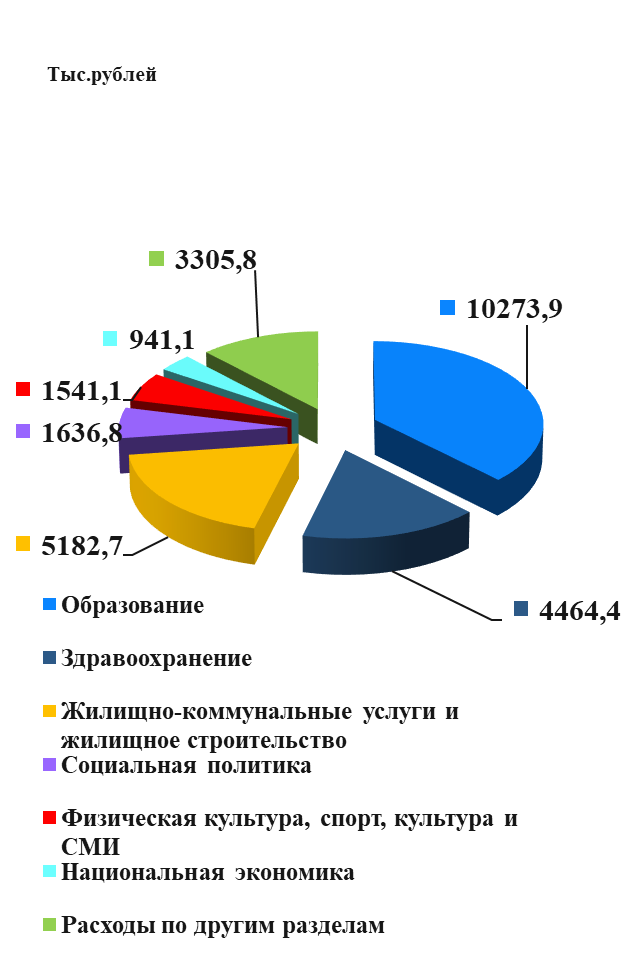 Тыс.рублей
3305,8
10273,9
941,1
1541,1
1636,8
5182,7
4464,4
Образование
Здравоохранение
Жилищно-коммунальные услуги и
жилищное строительство
Социальная политика
Физическая культура, спорт, культура и
СМИ
Национальная экономика
Расходы по другим разделам